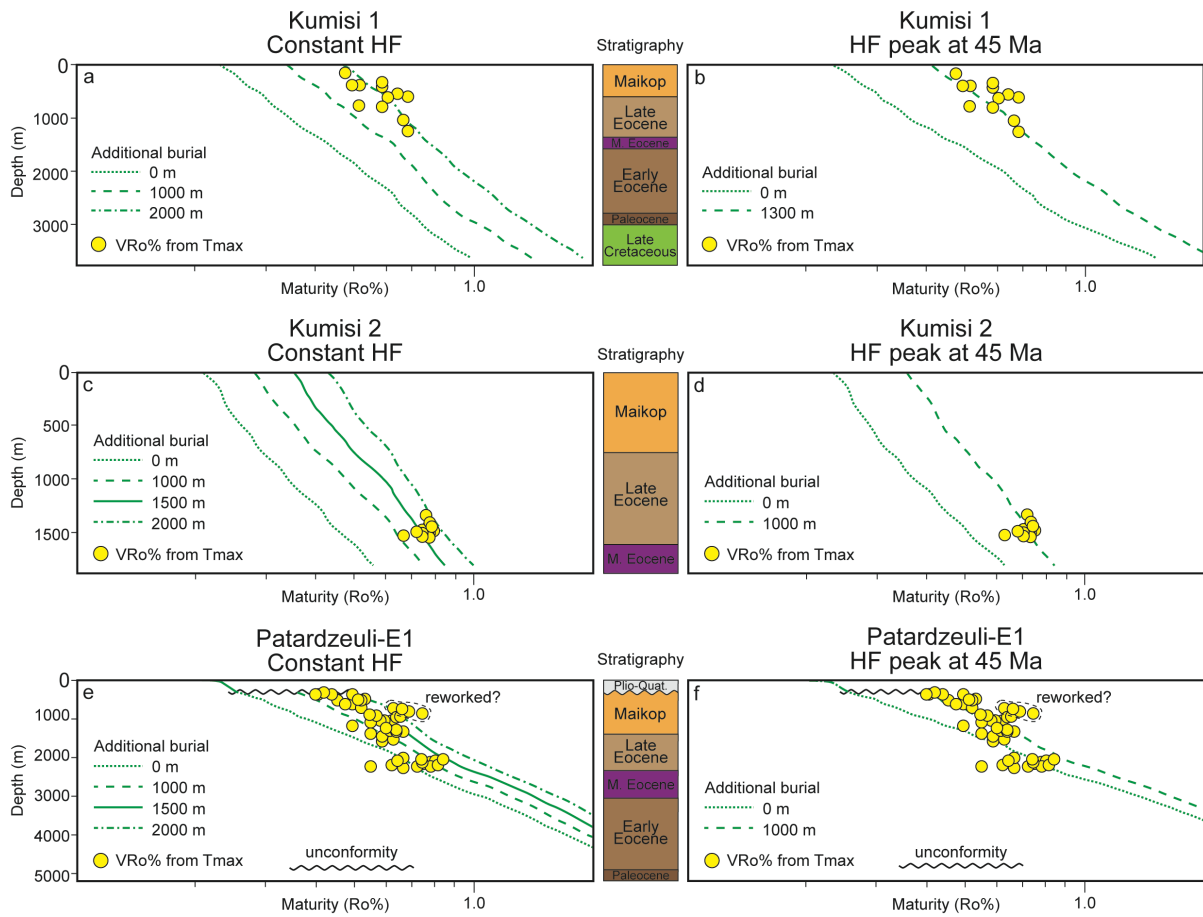 Kumisi 1
Constant HF
Stratigraphy
Kumisi 1
HF peak at 45 Ma
a
0
1000
2000
3000
Depth (m)
Additional burial
0 m
1000 m
2000 m
VRo% from Tmax
Maturity (Ro%)
1.0
Maikop
Late
Eocene
M. Eocene
Early
Eocene
Paleocene
Late
Cretaceous
b
Additional burial
0 m
1300 m
VRo% from Tmax
Maturity (Ro%)
1.0
Kumisi 2
Constant HF
Stratigraphy
Kumisi 2
HF peak at 45 Ma
c
0
500
1000
1500
Depth (m)
Additional burial
0 m
1000 m
1500 m
2000 m
VRo% from Tmax
Maturity (Ro%)
1.0
Maikop
Late
Eocene
M. Eocene
d
Additional burial
0 m
1000 m
VRo% from Tmax
Maturity (Ro%)
1.0
Patardzeuli-E1
Constant HF
Stratigraphy
Patardzeuli-E1
HF peak at 45 Ma
e
0
1000
2000
3000
4000
5000
Depth (m)
reworked?
Additional burial
0 m
1000 m
1500 m
2000 m
VRo% from Tmax
unconformity
Maturity (Ro%)
1.0
Plio-Quat.
Maikop
Late
Eocene
M. Eocene
Early
Eocene
Paleocene
f
reworked?
Additional burial
0 m
1000 m
VRo% from Tmax
unconformity
Maturity (Ro%)
1.0